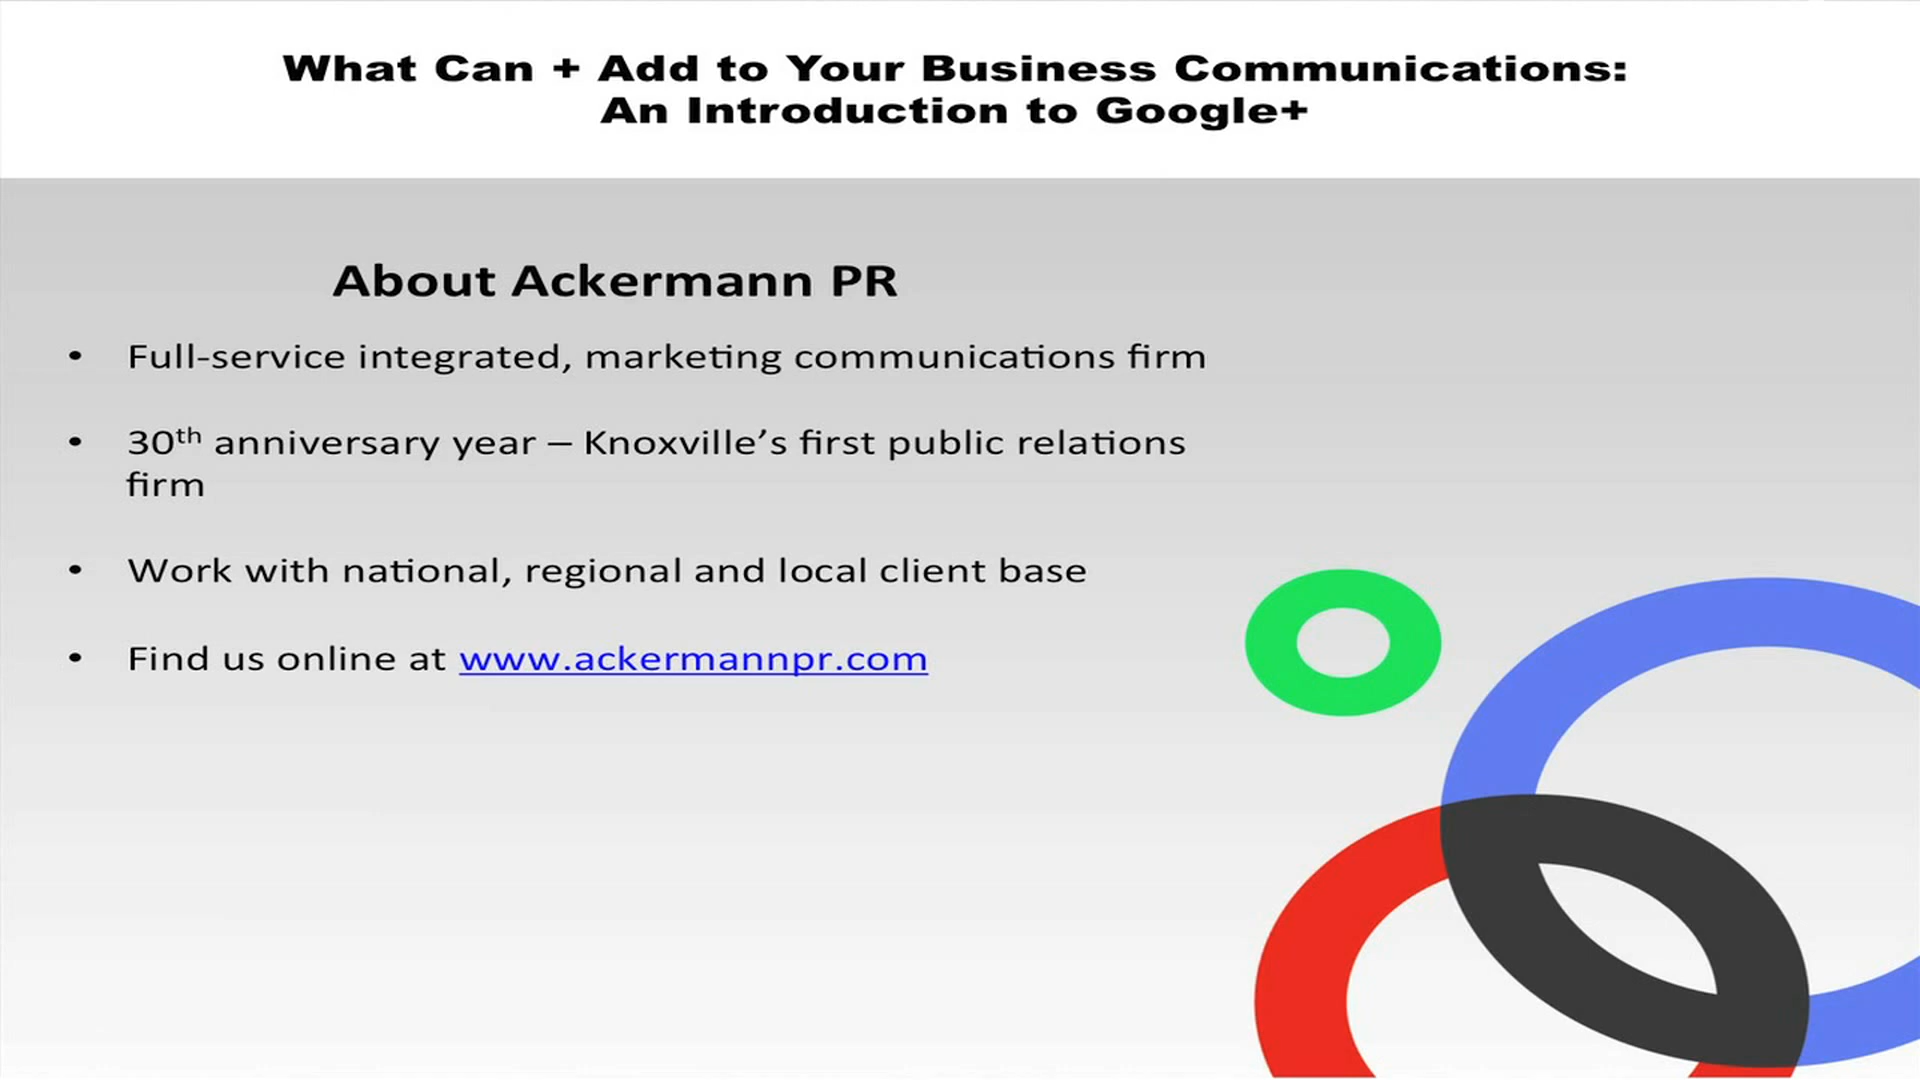 What Can + Add to Your Business Communications:
An Introduction to Google+
About Ackermann PR
• Full-service integrated, marketing communications firm
• 30th anniversary year – Knoxville’s first public relations
firm
• Work with national, regional and local client base
• Find us online at www.ackermannpr.com